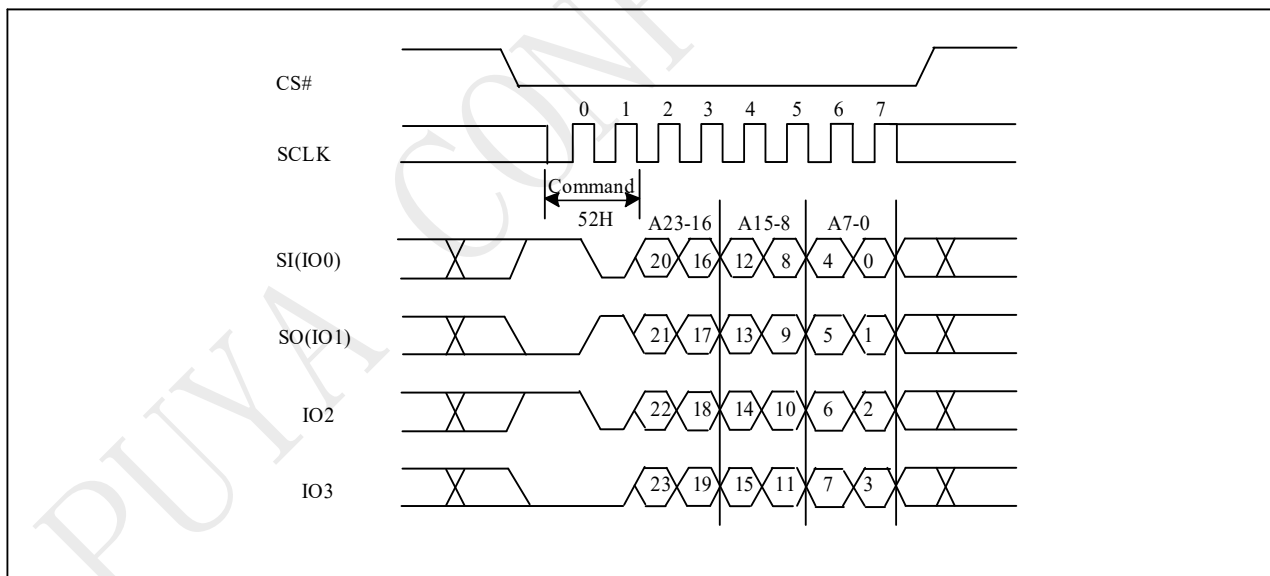 CS#
0 1 2 3 4 5 6 7
SCLK
Command
52H
A23-16 A15-8 A7-0
SI(IO0) 20 16 12 8 4 0
SO(IO1) 21 17 13 9 5 1
IO2 22 18 14 10 6 2
IO3 23 19 15 11 7 3
PUYA CONF